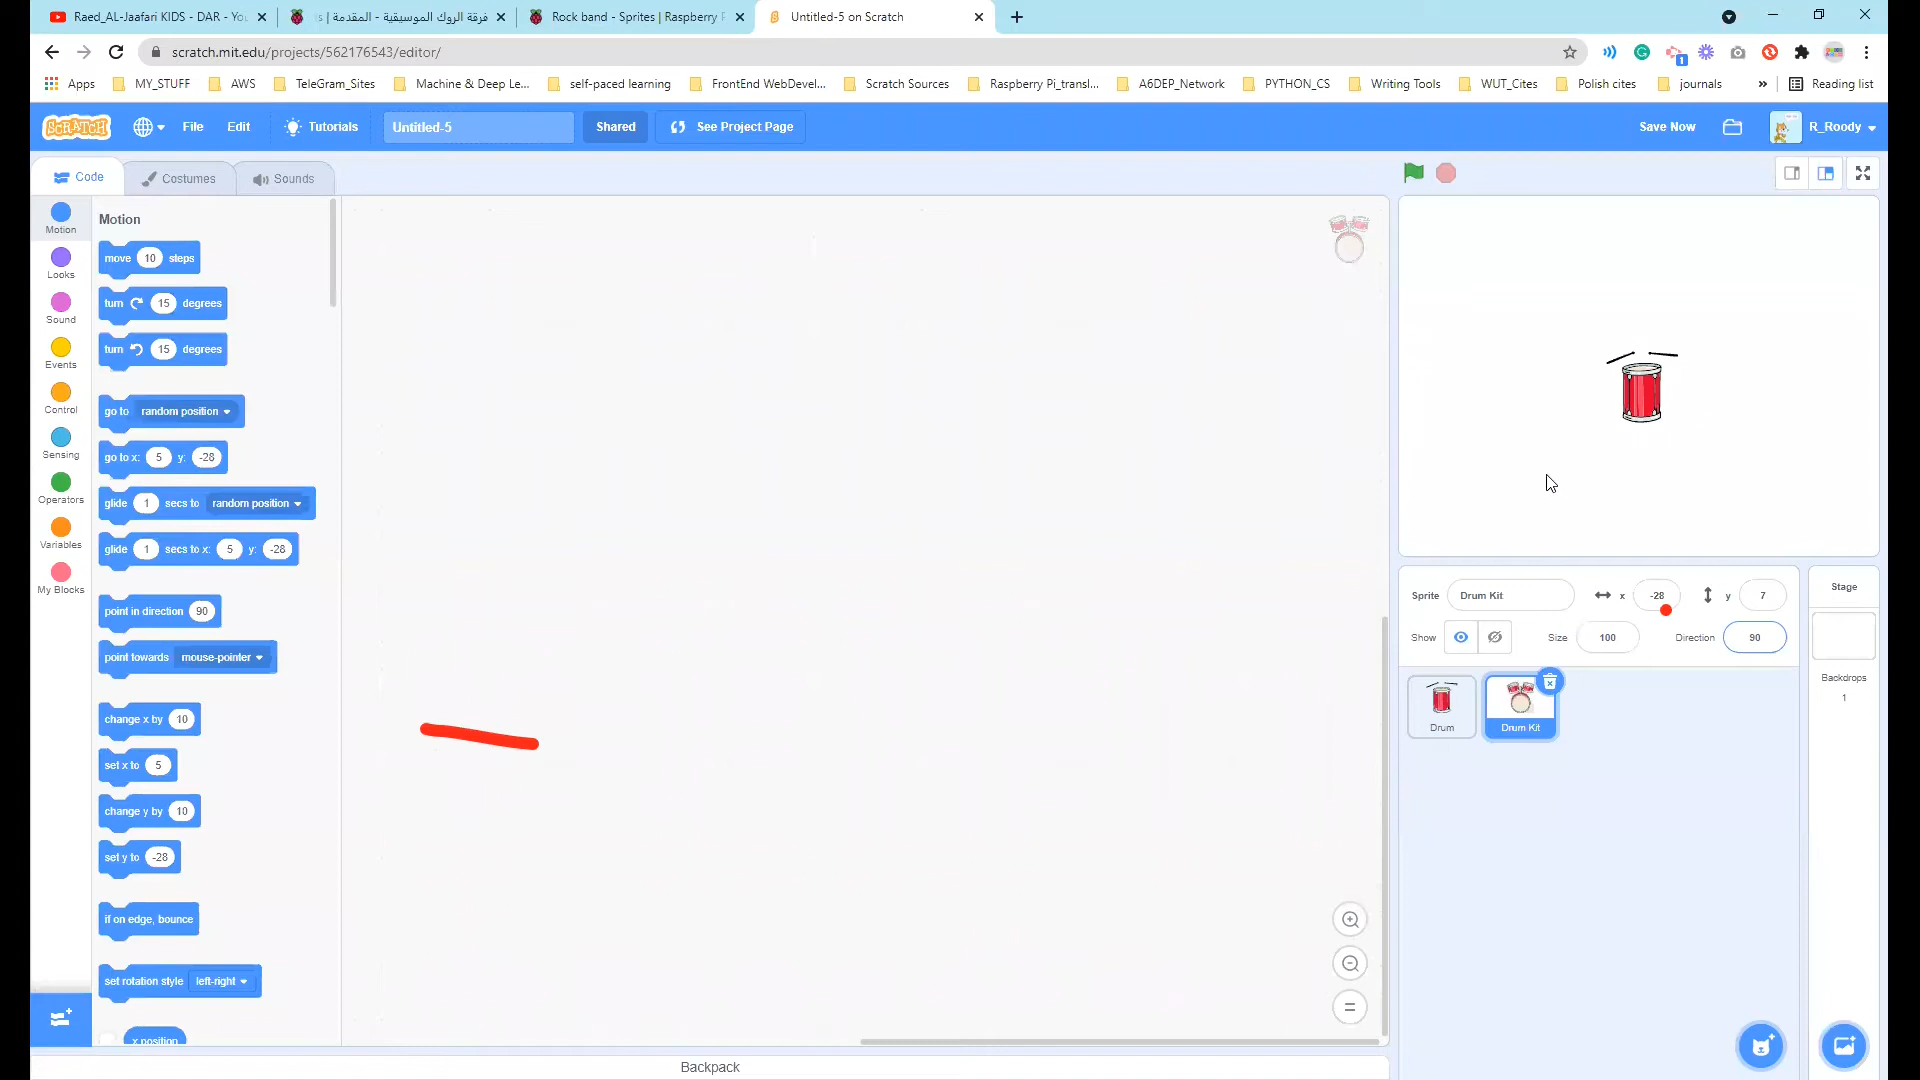 Raed_AL-Jaafari KIDS - DAR - You
فرقة الروك الموسيقية - المقدمة | s
Rock band - Sprites | Raspberry P
Untitled-5 on Scratch
scratch.mit.edu/projects/562176543/editor/
1
Apps MY_STUFF AWS TeleGram_Sites Machine & Deep Le... self-paced learning FrontEnd WebDevel... Scratch Sources Raspberry Pi_transl... A6DEP_Network PYTHON_CS Writing Tools WUT_Cites Polish cites journals » Reading list
SCRATCH File Edit Tutorials Untitled-5 Shared See Project Page Save Now R_Roody
Code Costumes Sounds
Motion
Looks
Sound
Events
Control
Sensing
Operators
Variables
My Blocks
Motion
move 10 steps
turn 15 degrees
turn 15 degrees
go to random position
go to x: 5 y: -28
glide 1 secs to random position
glide 1 secs to x: 5 y: -28
point in direction 90
point towards mouse-pointer
change x by 10
set x to 5
change y by 10
set y to -28
if on edge, bounce
set rotation style left-right
x position
Backpack
Sprite Drum Kit x -28 y 7
Show Size 100 Direction 90
Drum
Drum Kit
Stage
Backdrops
1